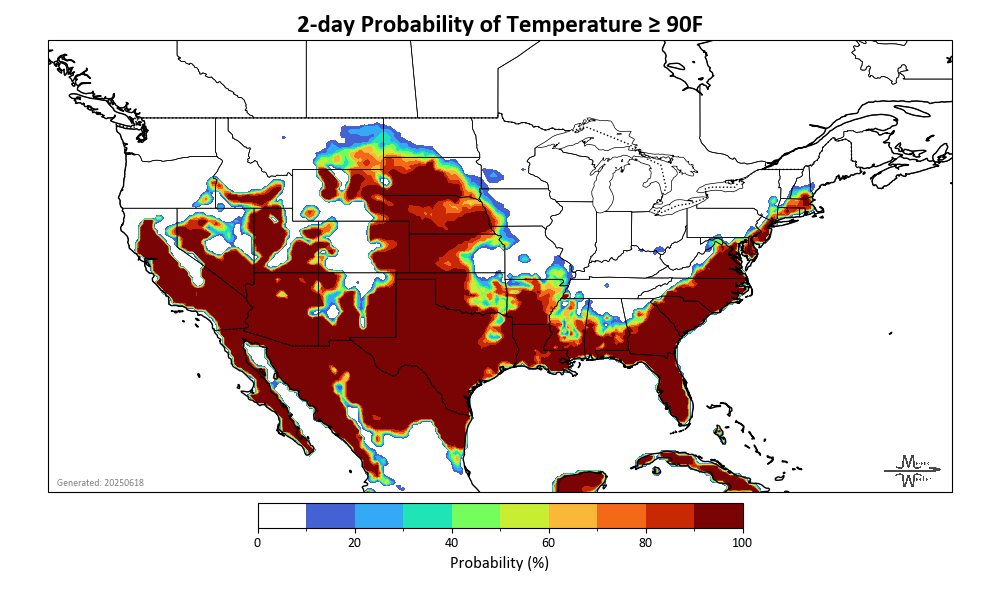 2-day Probability of Temperature ≥ 90F
Generated: 20250618
0 20 40 60 80 100
Probability (%)